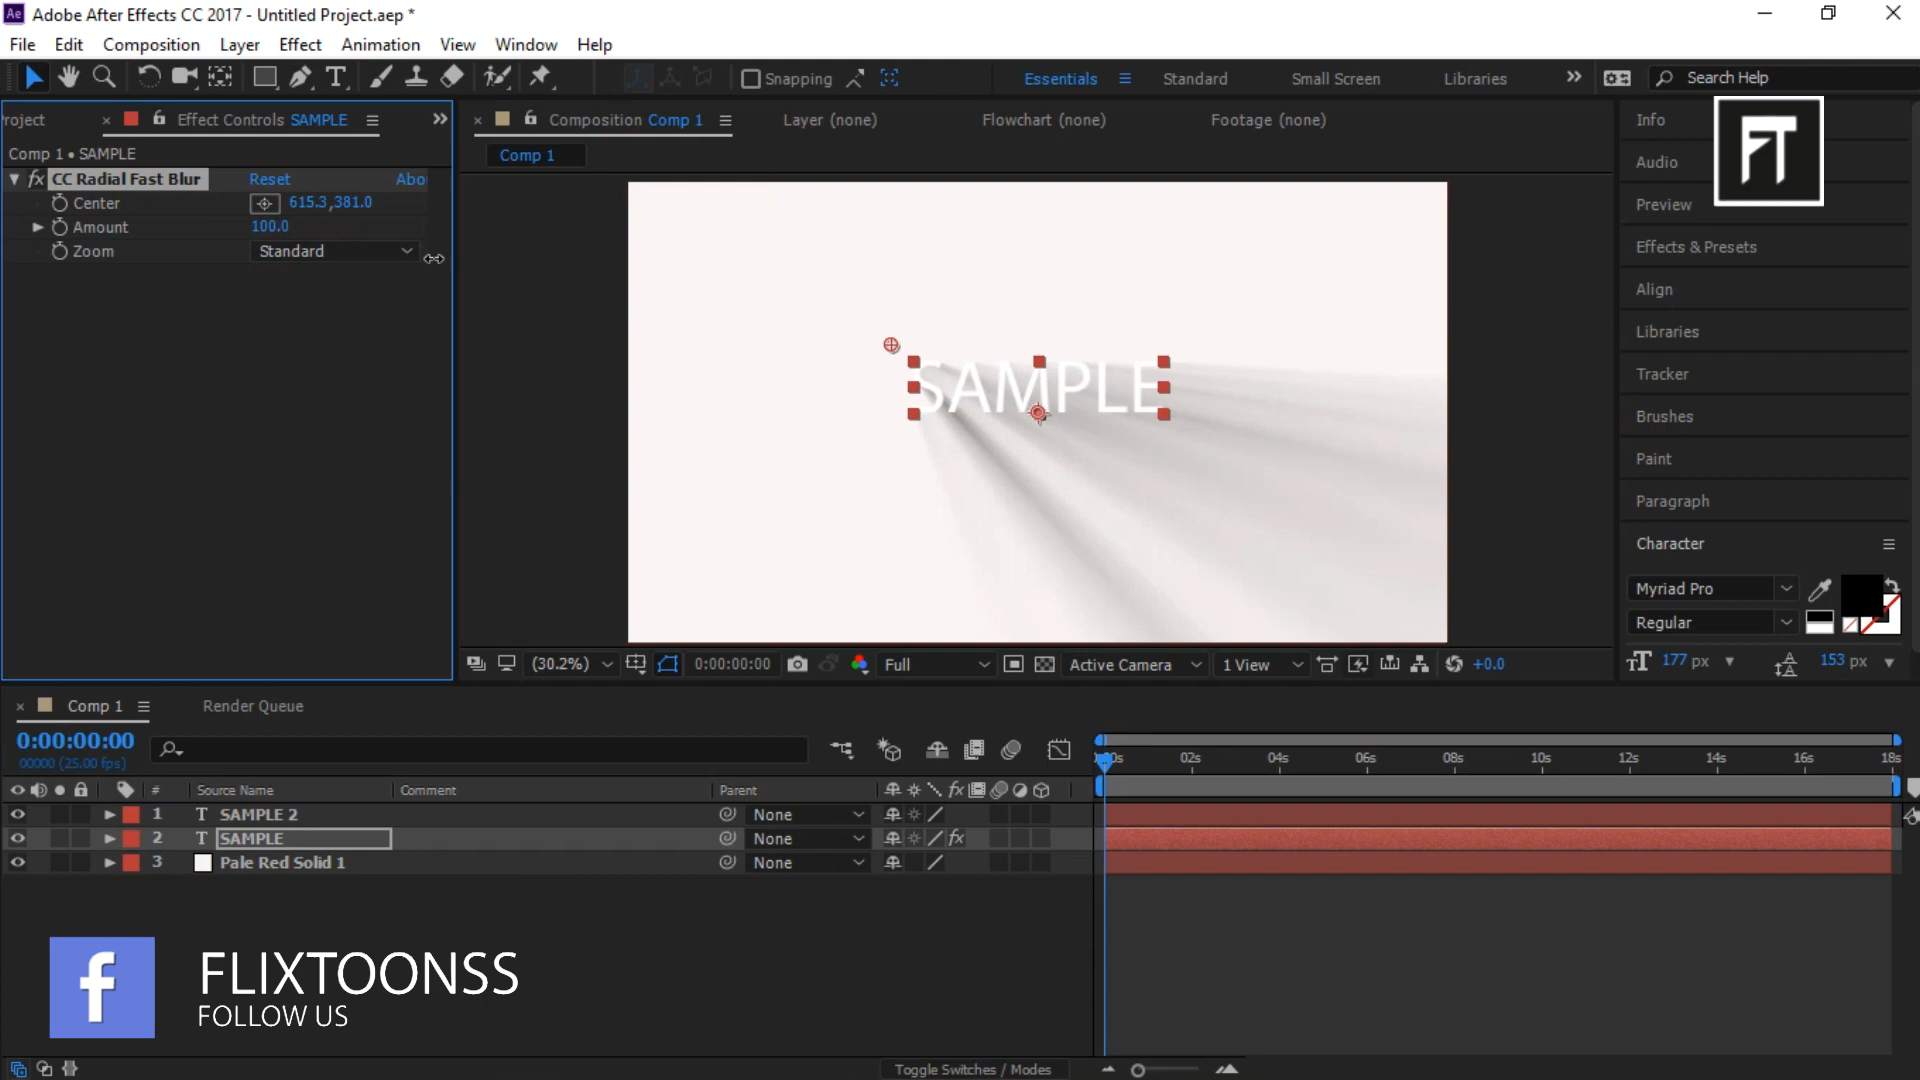 Ae Adobe After Effects CC 2017 - Untitled Project.aep *
File Edit Composition Layer Effect Animation View Window Help
Snapping Essentials Standard Small Screen Libraries Search Help
roject Effect Controls SAMPLE
Composition Comp 1 Layer (none) Flowchart (none) Footage (none)
Comp 1 • SAMPLE
Comp 1
fx CC Radial Fast Blur Reset Abo
Center 615.3,381.0
Amount 100.0
Zoom Standard
SAMPLE
FT
Info
Audio
Preview
Effects & Presets
Align
Libraries
Tracker
Brushes
Paint
Paragraph
Character
Myriad Pro
Regular
177 px 153 px
(30.2%) 0:00:00:00 Full Active Camera 1 View +0.0
Comp 1 Render Queue
0:00:00:00
00000 (25.00 fps)
:00s 02s 04s 06s 08s 10s 12s 14s 16s 18s
# Source Name Comment Parent
1 T SAMPLE 2 None
2 T SAMPLE None fx
3 Pale Red Solid 1 None
f FLIXTOONSS
FOLLOW US
Toggle Switches / Modes